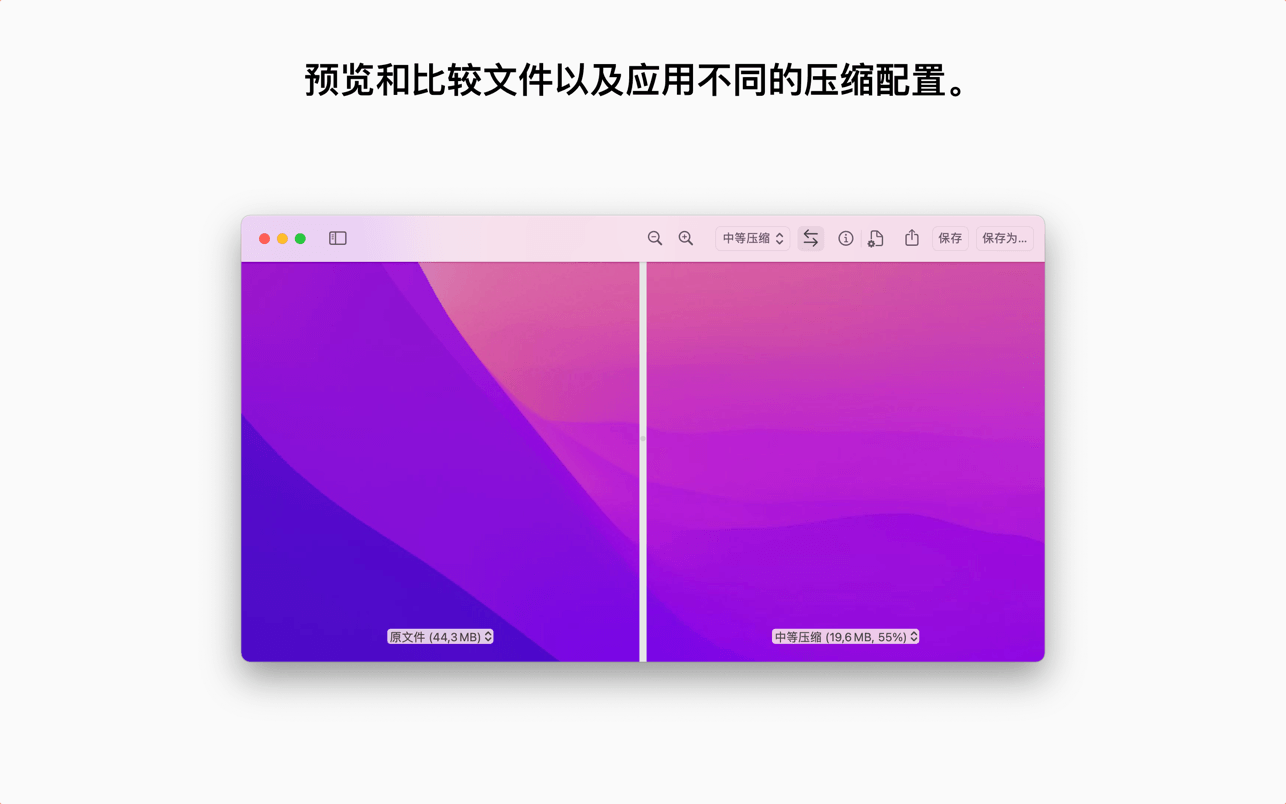 预览和比较文件以及应用不同的压缩配置。
中等压缩
保存
保存为...
原文件 (44,3 MB)
中等压缩 (19,6 MB, 55%)